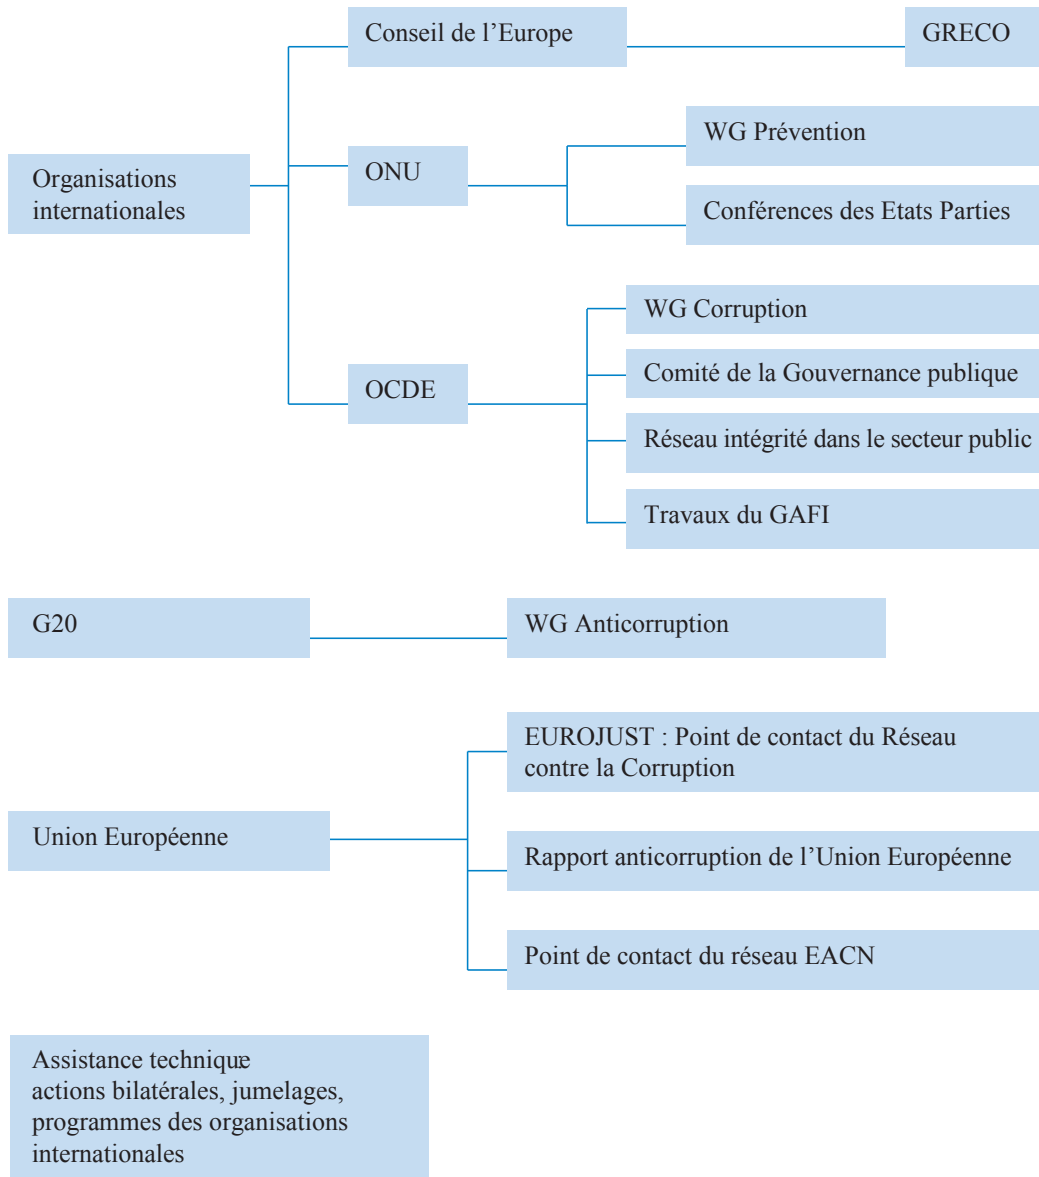 Conseil de l’Europe
GRECO
WG Prévention
Organisations
internationales
ONU
Conférences des Etats Parties
WG Corruption
Comité de la Gouvernance publique
OCDE
Réseau intégrité dans le secteur public
Travaux du GAFI
G20
WG Anticorruption
EUROJUST : Point de contact du Réseau
contre la Corruption
Union Européenne
Rapport anticorruption de l’Union Européenne
Point de contact du réseau EACN
Assistance technique:
actions bilatérales, jumelages,
programmes des organisations
internationales